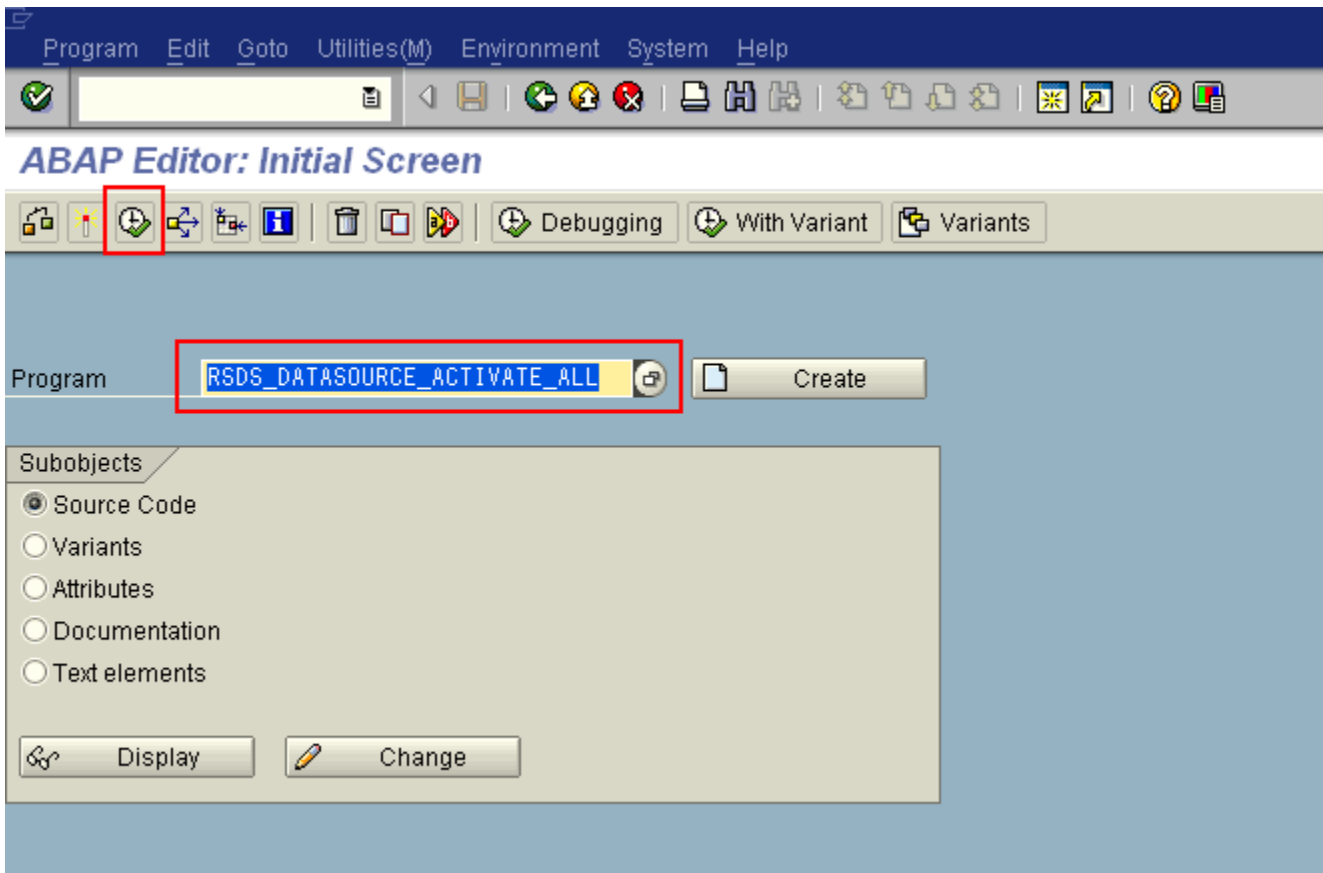 Program Edit Goto Utilities(M) Environment System Help
ABAP Editor: Initial Screen
Debugging With Variant Variants
Program RSDS_DATASOURCE_ACTIVATE_ALL Create
Subobjects
Source Code
Variants
Attributes
Documentation
Text elements
Display Change